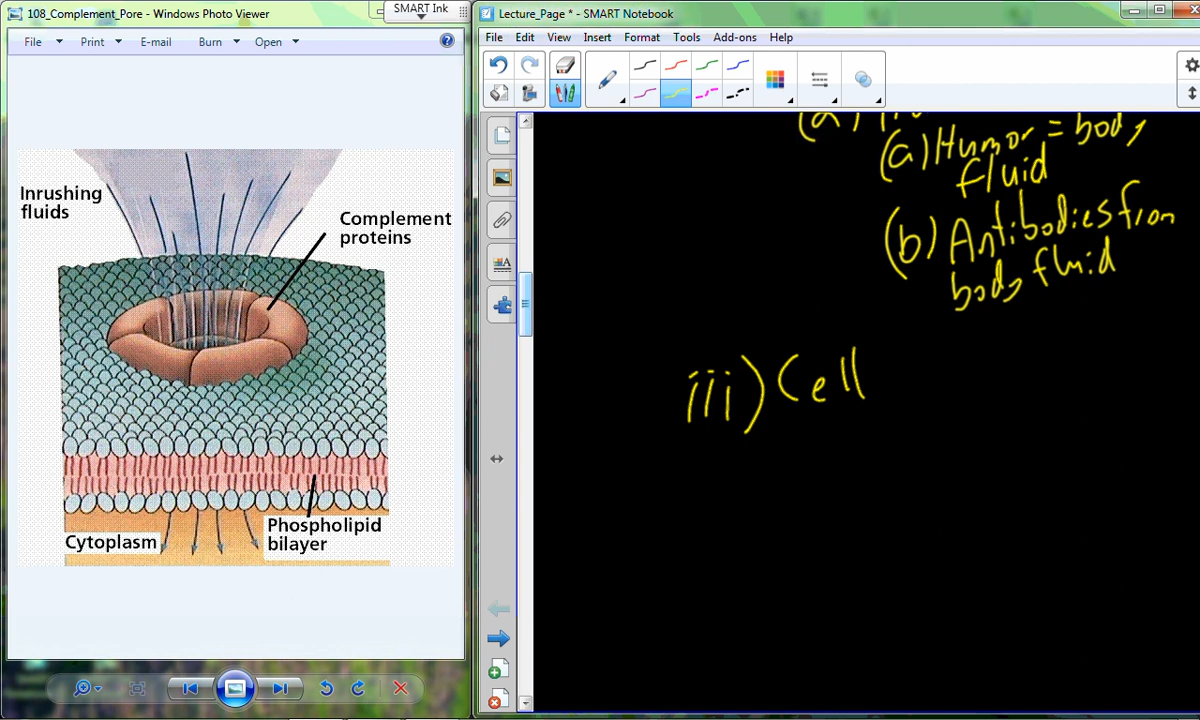 108_Complement_Pore - Windows Photo Viewer
SMART Ink
File Print E-mail Burn Open
Inrushing
fluids
Complement
proteins
Cytoplasm
Phospholipid
bilayer
Lecture_Page * - SMART Notebook
File Edit View Insert Format Tools Add-ons Help
(a) Humor = body
fluid
(b) Antibodies from
body fluid
iii) Cell